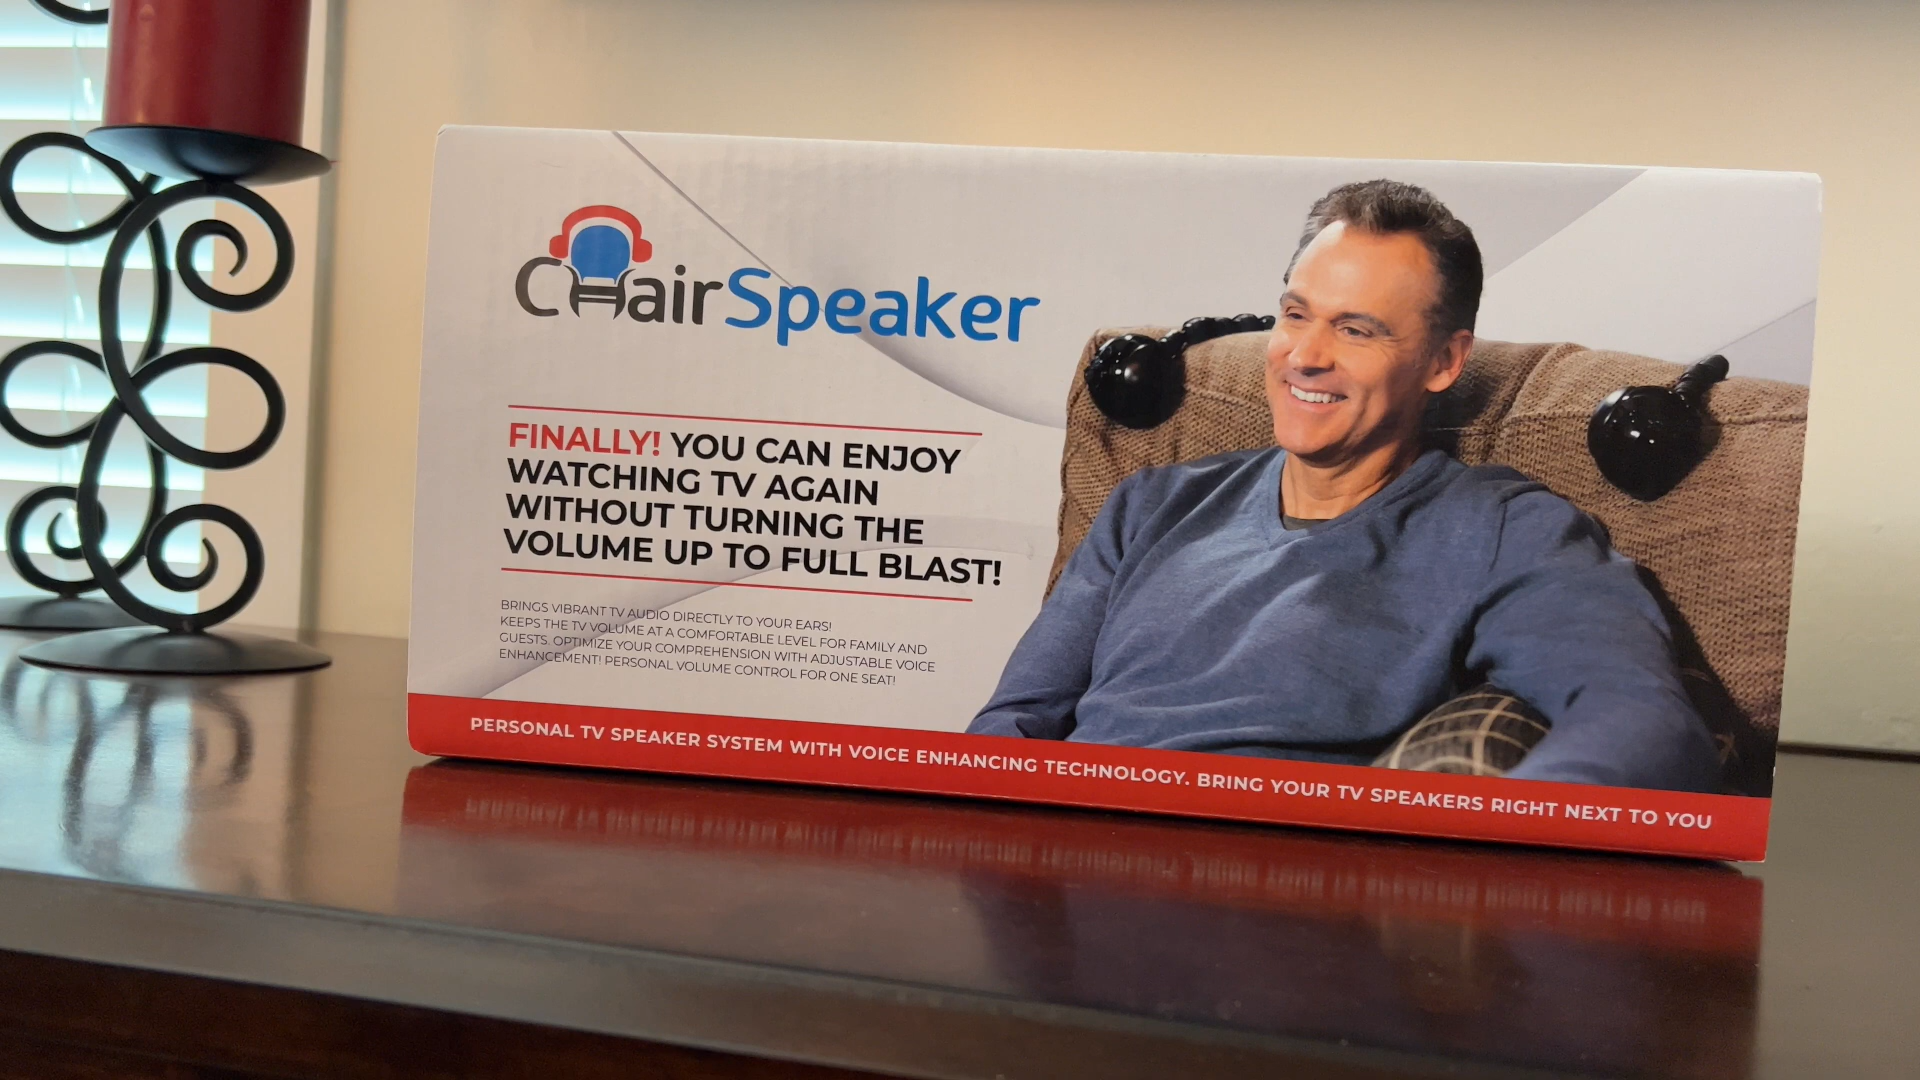 ChairSpeaker
FINALLY! YOU CAN ENJOY
WATCHING TV AGAIN
WITHOUT TURNING THE
VOLUME UP TO FULL BLAST!
BRINGS VIBRANT TV AUDIO DIRECTLY TO YOUR EARS!
KEEPS THE TV VOLUME AT A COMFORTABLE LEVEL FOR FAMILY AND
GUESTS. OPTIMIZE YOUR COMPREHENSION WITH ADJUSTABLE VOICE
ENHANCEMENT! PERSONAL VOLUME CONTROL FOR ONE SEAT!
PERSONAL TV SPEAKER SYSTEM WITH VOICE ENHANCING TECHNOLOGY. BRING YOUR TV SPEAKERS RIGHT NEXT TO YOU